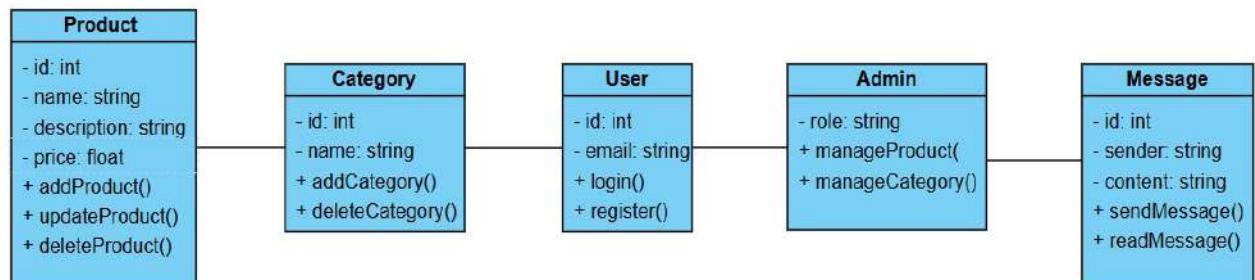 Product
- id: int
- name: string
- description: string
- price: float
+ addProduct()
+ updateProduct()
+ deleteProduct()
Category
- id: int
- name: string
+ addCategory()
+ deleteCategory()
User
- id: int
- email: string
+ login()
+ register()
Admin
- role: string
+ manageProduct(
+ manageCategory()
Message
- id: int
- sender: string
- content: string
+ sendMessage()
+ readMessage()